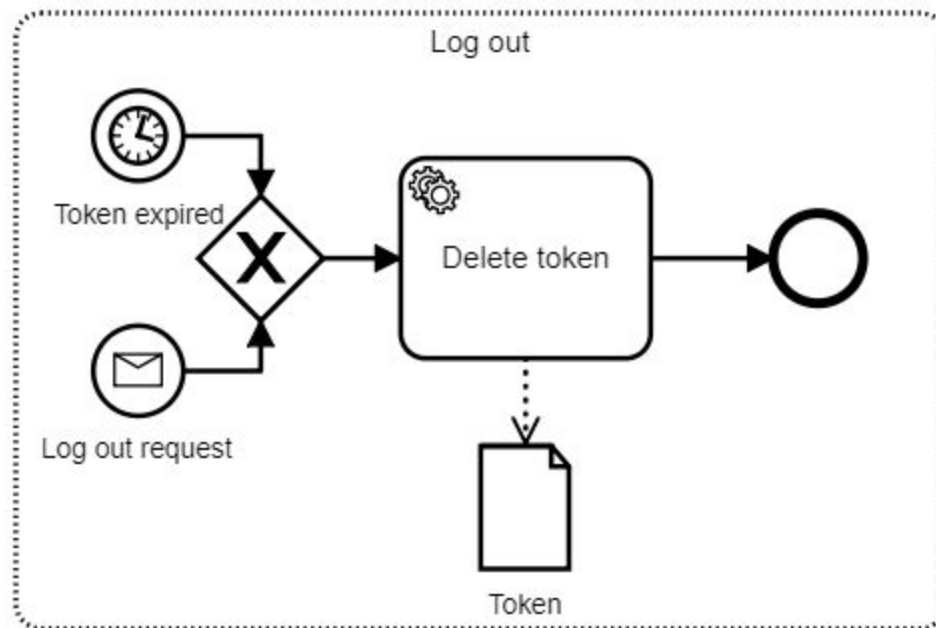 Log out
Token expired
X
Delete token
Log out request
Token